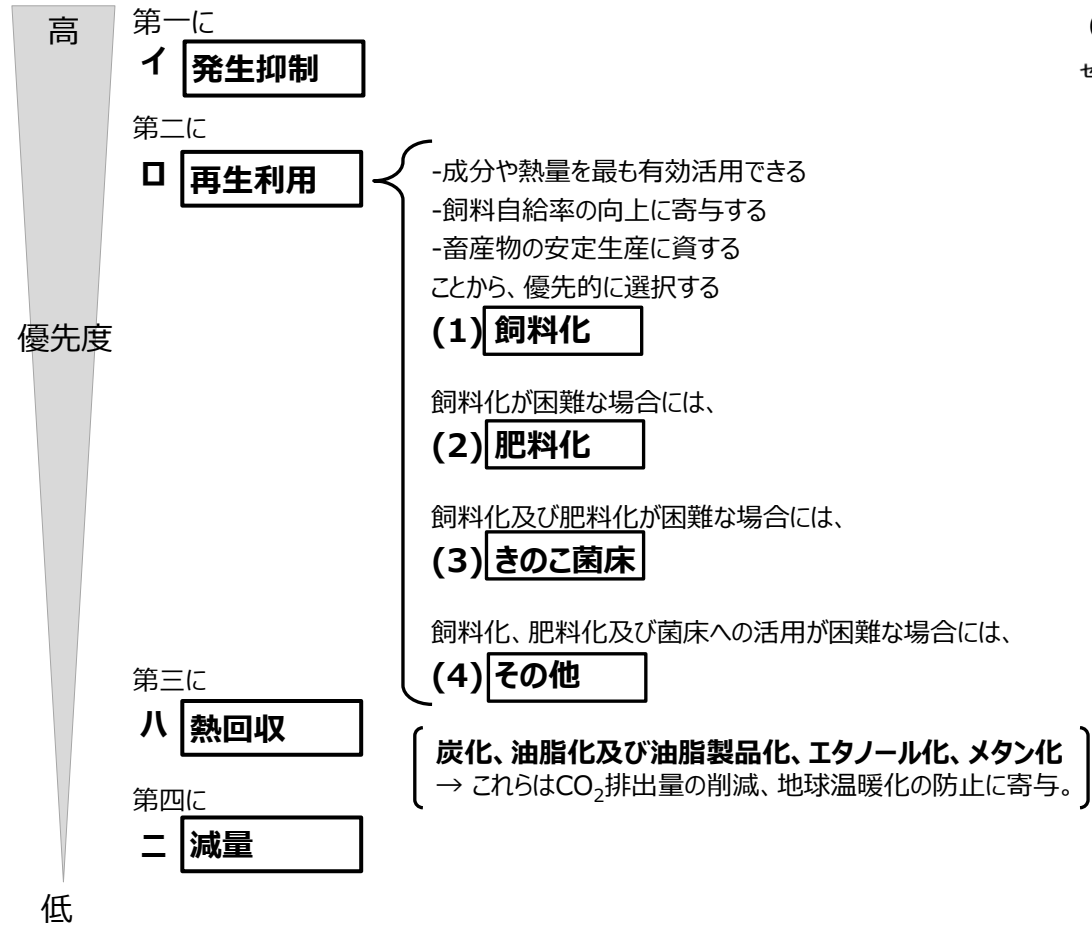 高
優先度
低
第一に
イ 発生抑制
第二に
ロ 再生利用
-成分や熱量を最も有効活用できる
-飼料自給率の向上に寄与する
-畜産物の安定生産に資する
ことから、優先的に選択する
(1) 飼料化
飼料化が困難な場合には、
(2) 肥料化
飼料化及び肥料化が困難な場合には、
(3) きのこ菌床
飼料化、肥料化及び菌床への活用が困難な場合には、
(4) その他
炭化、油脂化及び油脂製品化、エタノール化、メタン化
→ これらはCO2排出量の削減、地球温暖化の防止に寄与。
第三に
ハ 熱回収
第四に
ニ 減量